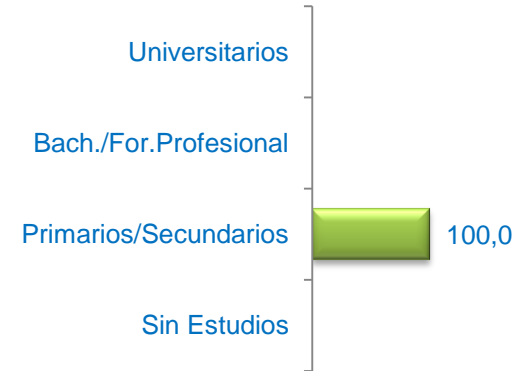 Universitarios
Bach./For.Profesional
Primarios/Secundarios 100,0
Sin Estudios